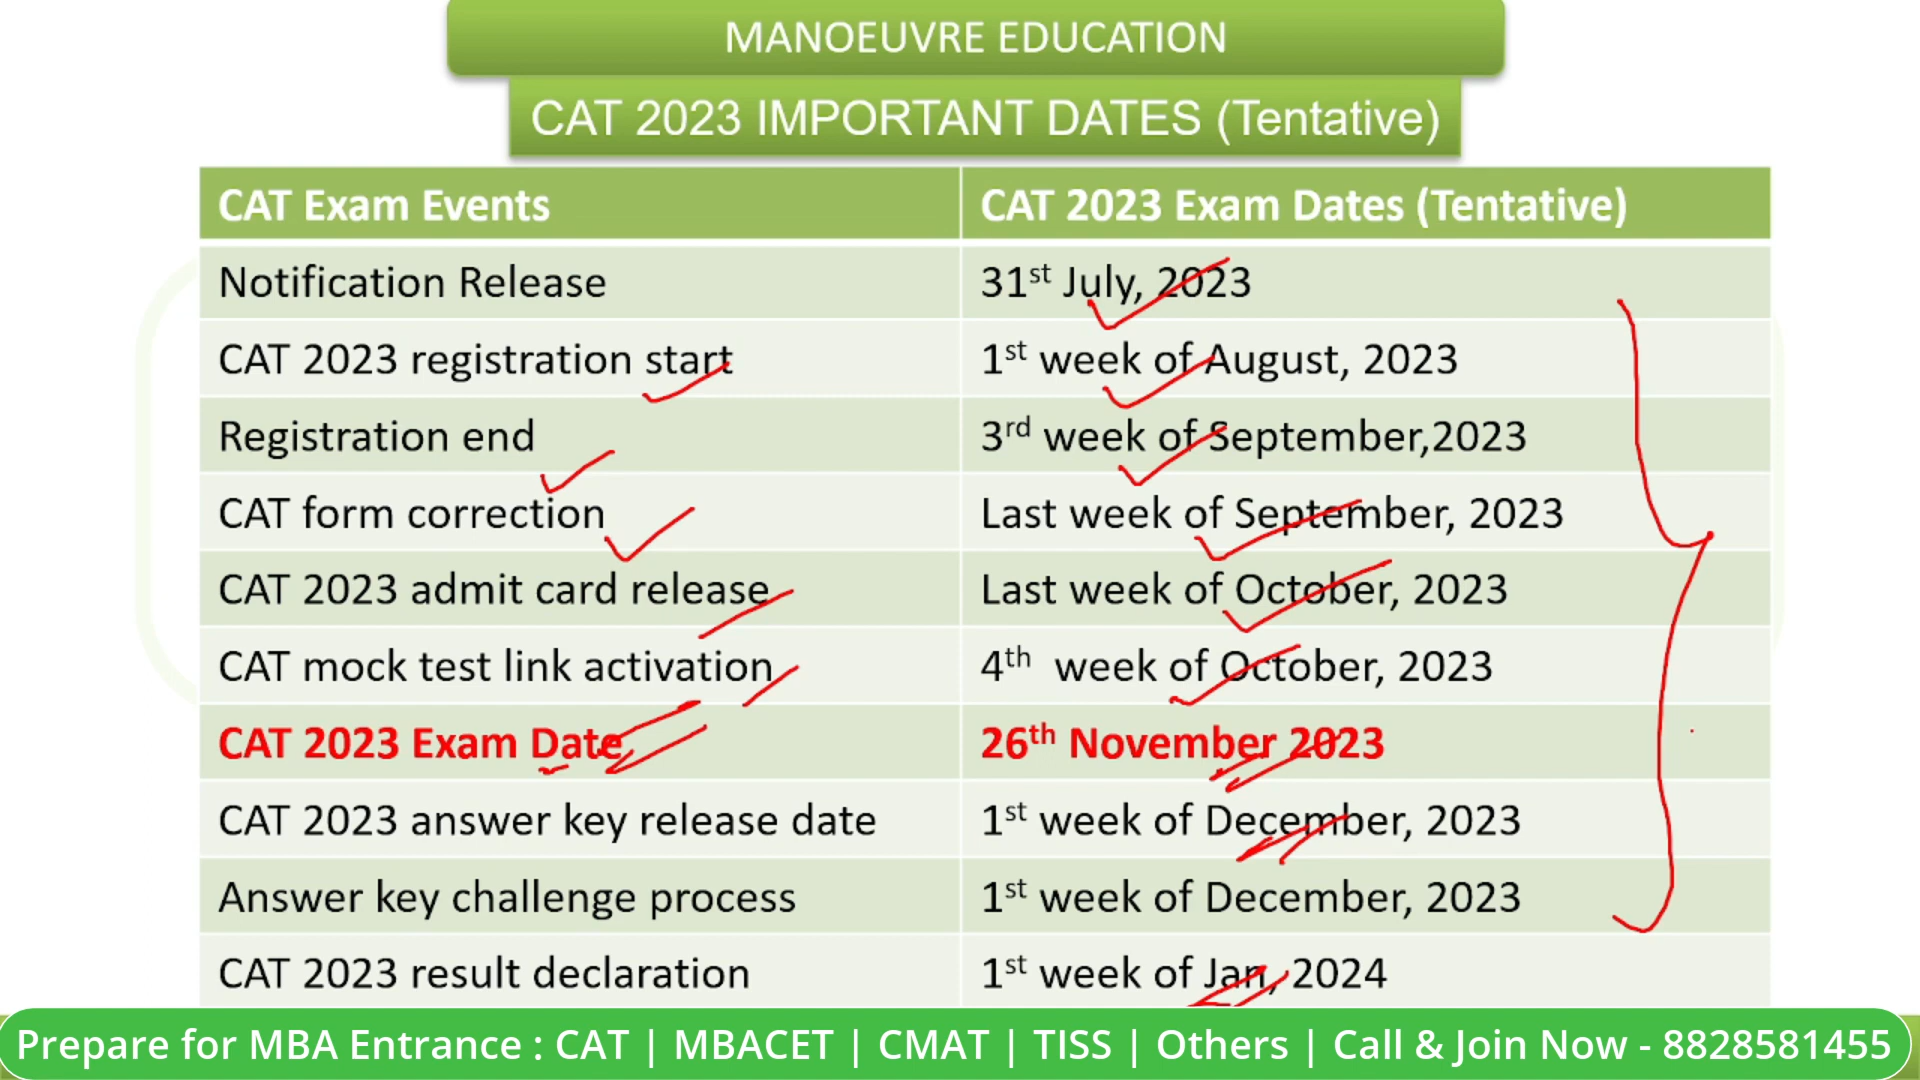 MANOEUVRE EDUCATION
CAT 2023 IMPORTANT DATES (Tentative)
CAT Exam Events CAT 2023 Exam Dates (Tentative)
Notification Release 31st July, 2023
CAT 2023 registration start 1st week of August, 2023
Registration end 3rd week of September,2023
CAT form correction Last week of September, 2023
CAT 2023 admit card release Last week of October, 2023
CAT mock test link activation 4th week of October, 2023
CAT 2023 Exam Date 26th November 2023
CAT 2023 answer key release date 1st week of December, 2023
Answer key challenge process 1st week of December, 2023
CAT 2023 result declaration 1st week of Jan, 2024
Prepare for MBA Entrance : CAT | MBACET | CMAT | TISS | Others | Call & Join Now - 8828581455